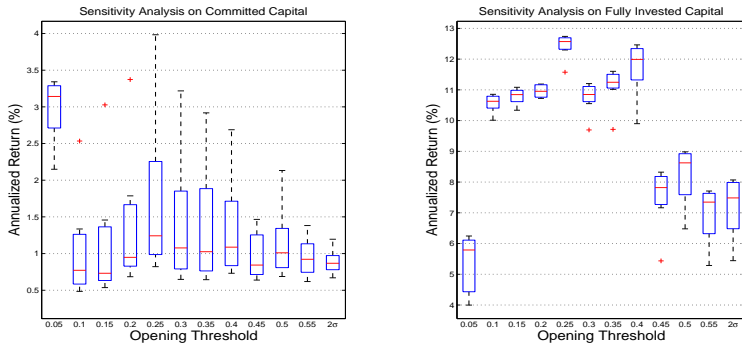 Sensitivity Analysis on Committed Capital
Annualized Return (%)
4
3.5
3
2.5
2
1.5
1
0.5
0.05 0.1 0.15 0.2 0.25 0.3 0.35 0.4 0.45 0.5 0.55 2σ
Opening Threshold
Sensitivity Analysis on Fully Invested Capital
Annualized Return (%)
13
12
11
10
9
8
7
6
5
4
0.05 0.1 0.15 0.2 0.25 0.3 0.35 0.4 0.45 0.5 0.55 2σ
Opening Threshold